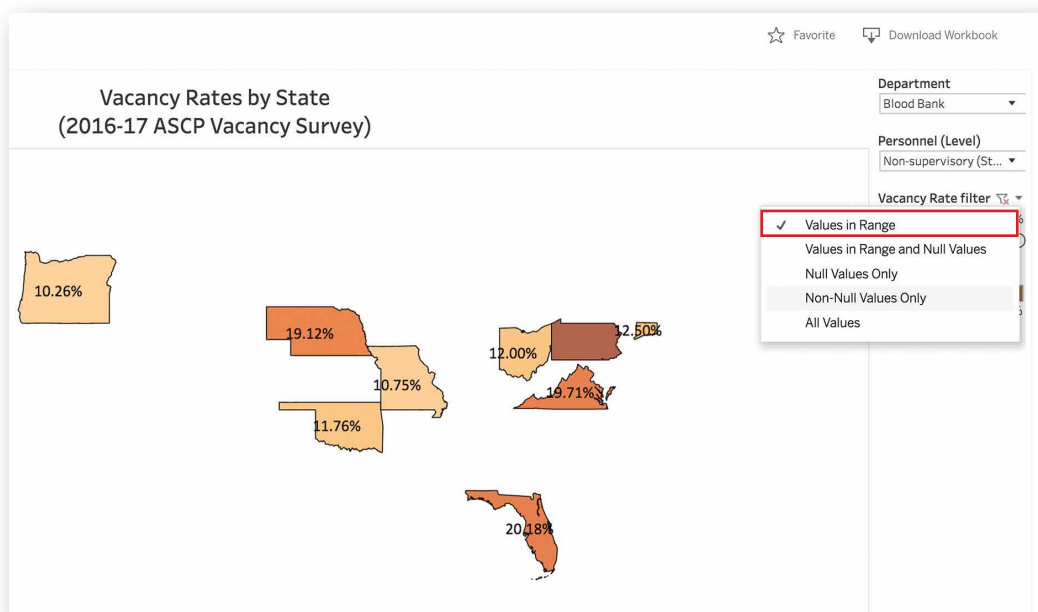 Favorite
Download Workbook
Vacancy Rates by State
(2016-17 ASCP Vacancy Survey)
Department
Blood Bank
Personnel (Level)
Non-supervisory (St...
Vacancy Rate filter
%
✓ Values in Range
Values in Range and Null Values
Null Values Only
Non-Null Values Only
All Values
%
10.26%
19.12%
12.50%
12.00%
10.75%
19.71%
11.76%
20.18%